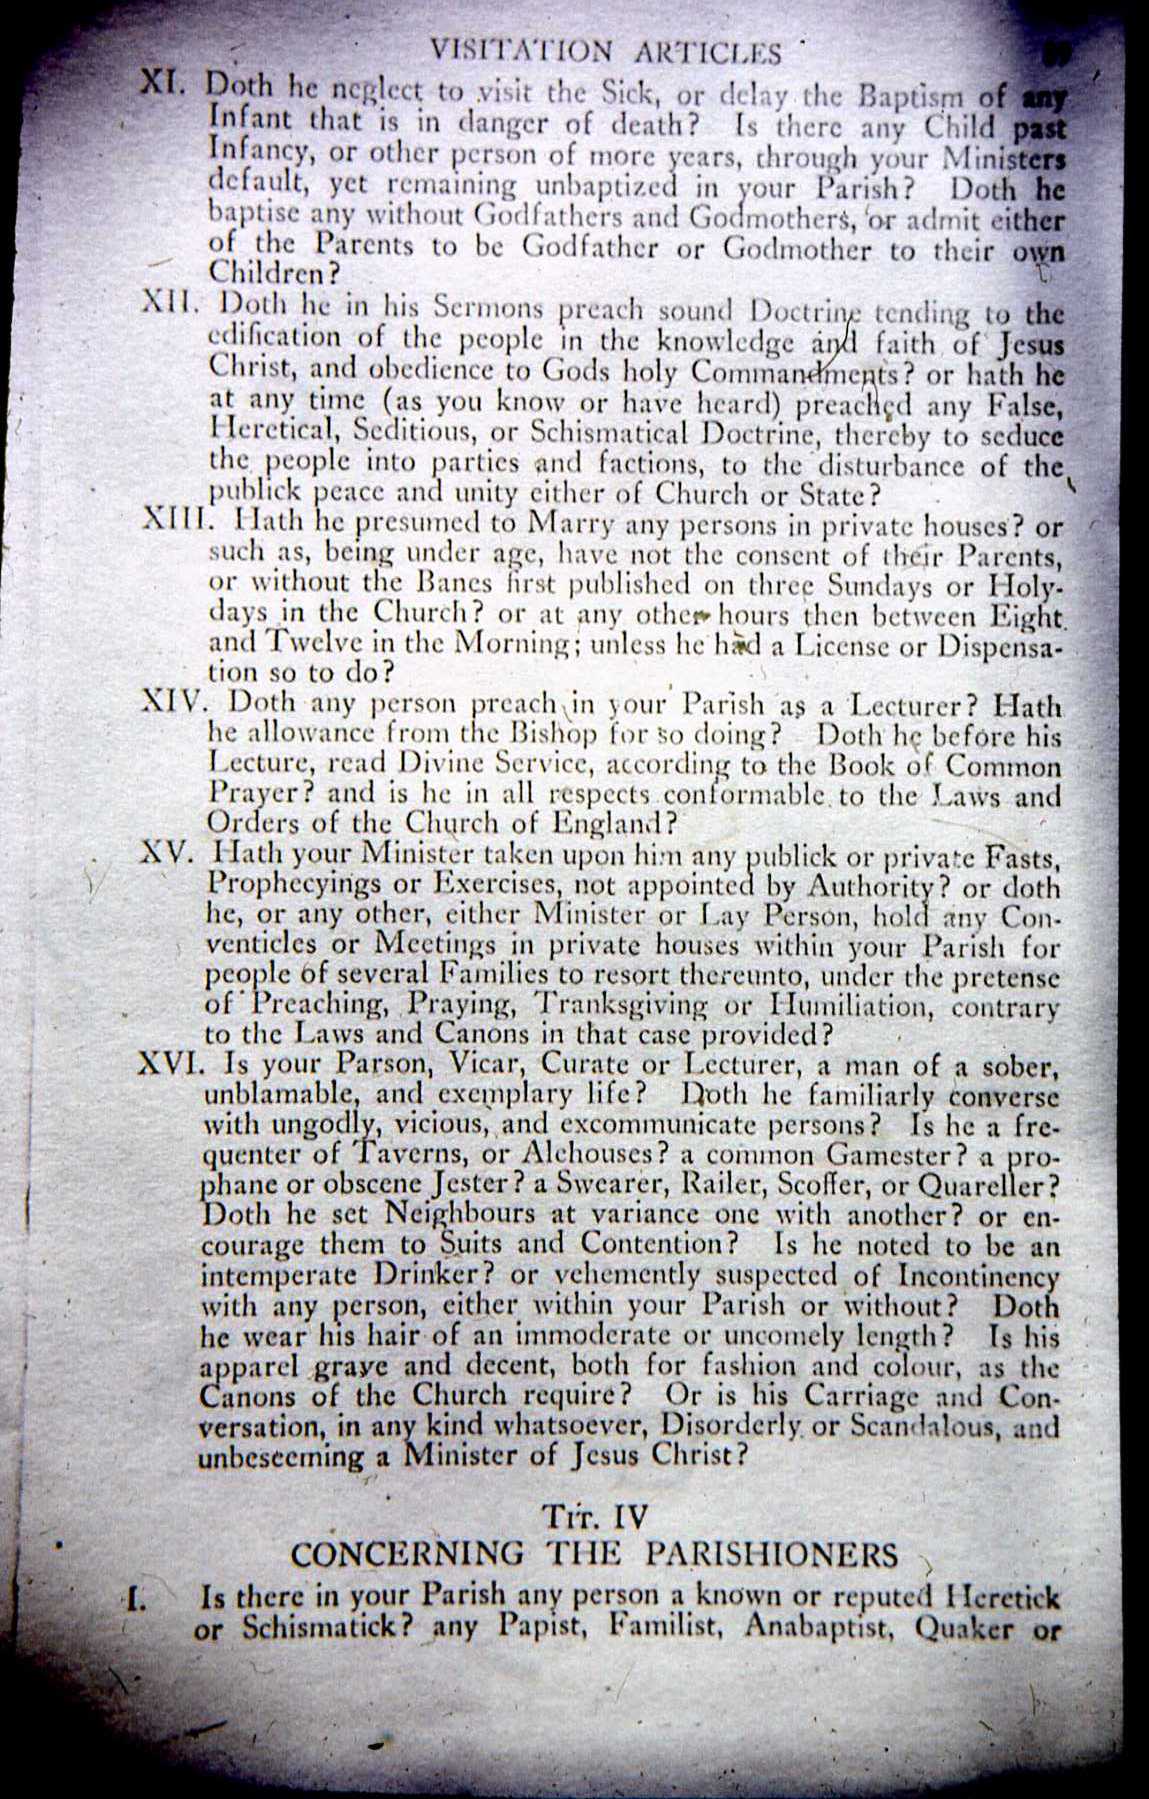 VISITATION ARTICLES
XI. Doth he neglect to visit the Sick, or delay the Baptism of any
Infant that is in danger of death? Is there any Child past
Infancy, or other person of more years, through your Ministers
default, yet remaining unbaptized in your Parish? Doth he
baptise any without Godfathers and Godmothers, or admit either
of the Parents to be Godfather or Godmother to their own
Children?
XII. Doth he in his Sermons preach sound Doctrine tending to the
edification of the people in the knowledge and faith of Jesus
Christ, and obedience to Gods holy Commandments? or hath he
at any time (as you know or have heard) preached any False,
Heretical, Seditious, or Schismatical Doctrine, thereby to seduce
the people into parties and factions, to the disturbance of the
publick peace and unity either of Church or State?
XIII. Hath he presumed to Marry any persons in private houses? or
such as, being under age, have not the consent of their Parents,
or without the Banes first published on three Sundays or Holy-
days in the Church? or at any other hours then between Eight
and Twelve in the Morning; unless he had a License or Dispensa-
tion so to do?
XIV. Doth any person preach in your Parish as a Lecturer? Hath
he allowance from the Bishop for so doing? Doth he before his
Lecture, read Divine Service, according to the Book of Common
Prayer? and is he in all respects conformable to the Laws and
Orders of the Church of England?
XV. Hath your Minister taken upon him any publick or private Fasts,
Prophecyings or Exercises, not appointed by Authority? or doth
he, or any other, either Minister or Lay Person, hold any Con-
venticles or Meetings in private houses within your Parish for
people of several Families to resort thereunto, under the pretense
of Preaching, Praying, Tranksgiving or Humiliation, contrary
to the Laws and Canons in that case provided?
XVI. Is your Parson, Vicar, Curate or Lecturer, a man of a sober,
unblamable, and exemplary life? Doth he familiarly converse
with ungodly, vicious, and excommunicate persons? Is he a fre-
quenter of Taverns, or Alehouses? a common Gamester? a pro-
phane or obscene Jester? a Swearer, Railer, Scoffer, or Quareller?
Doth he set Neighbours at variance one with another? or en-
courage them to Suits and Contention? Is he noted to be an
intemperate Drinker? or vehemently suspected of Incontinency
with any person, either within your Parish or without? Doth
he wear his hair of an immoderate or uncomely length? Is his
apparel grave and decent, both for fashion and colour, as the
Canons of the Church require? Or is his Carriage and Con-
versation, in any kind whatsoever, Disorderly or Scandalous, and
unbeseeming a Minister of Jesus Christ?
TIT. IV
CONCERNING THE PARISHIONERS
I. Is there in your Parish any person a known or reputed Heretick
or Schismatick? any Papist, Familist, Anabaptist, Quaker or